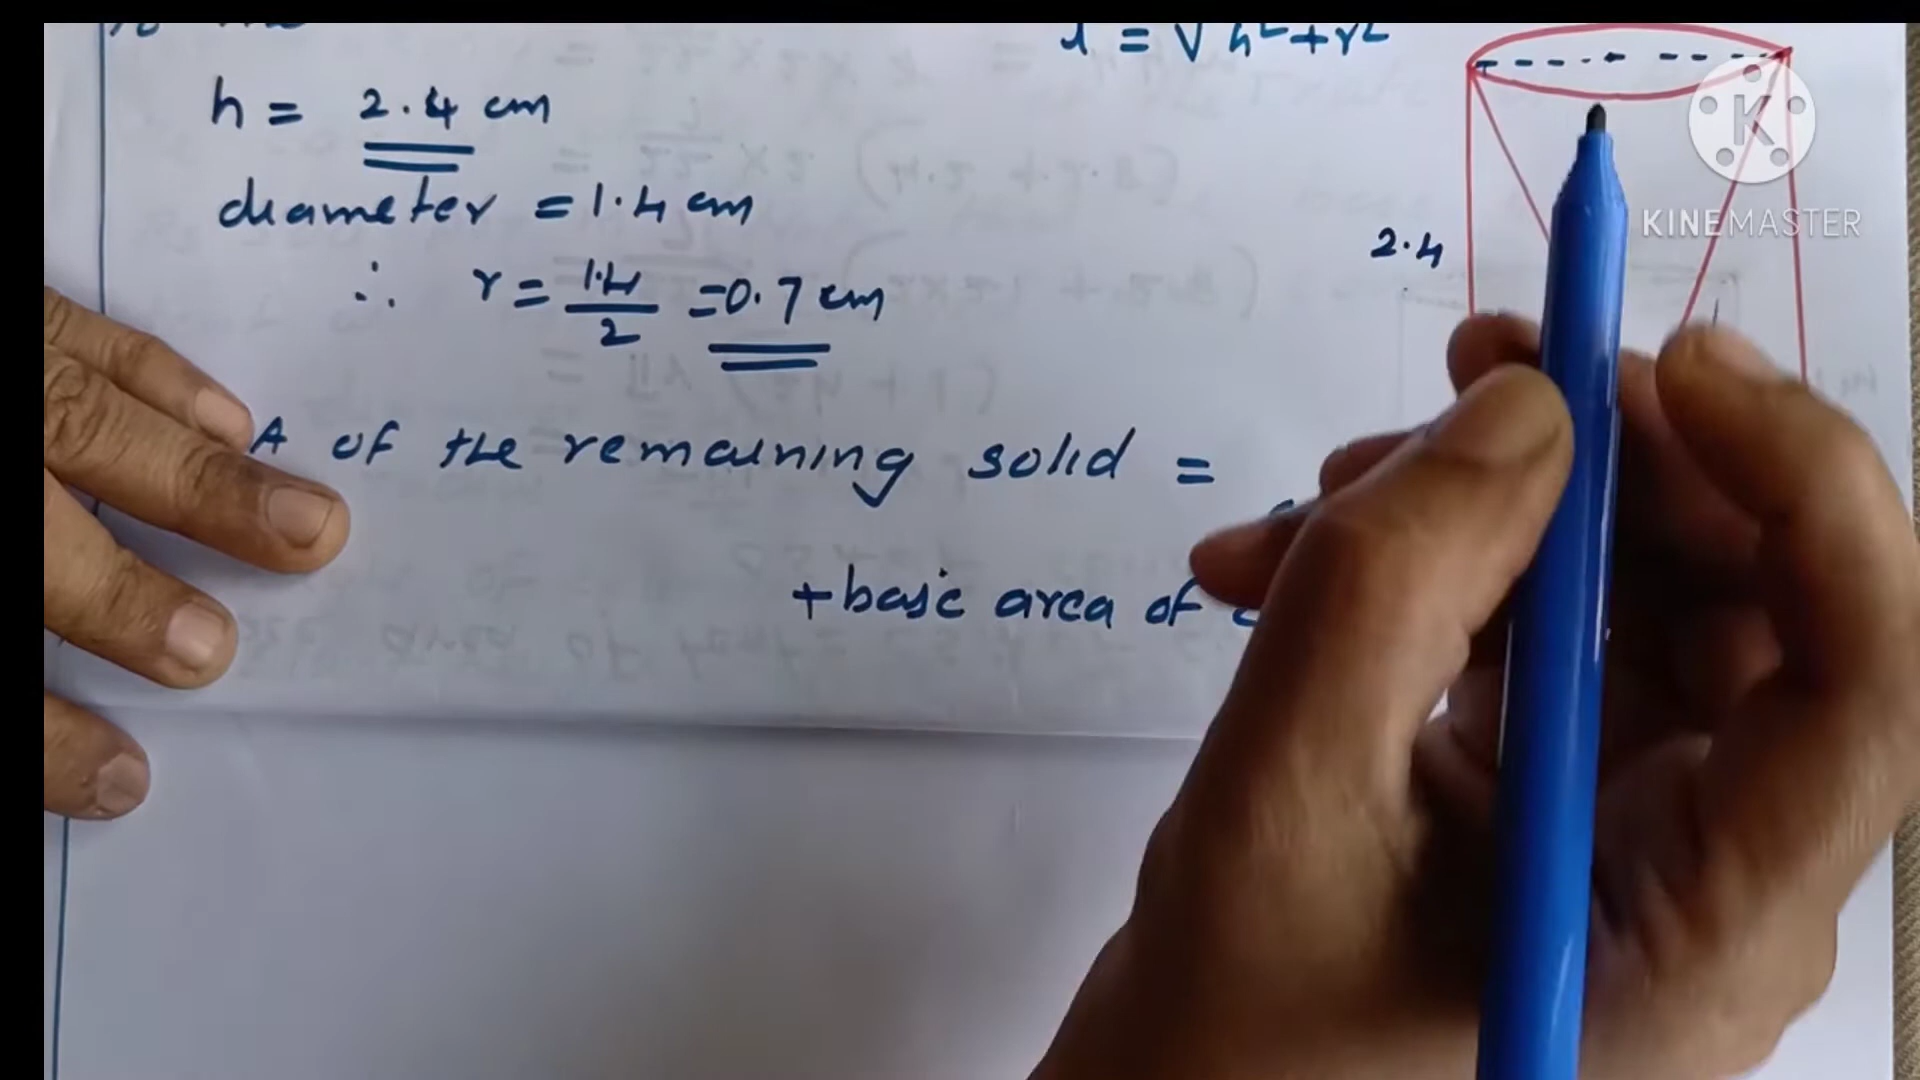 l = √h²+r²
h = 2.4 cm
diameter = 1.4 cm
∴ r = 1.4/2 = 0.7 cm
2.4
K
KINEMASTER
A of the remaining solid =
+base area of